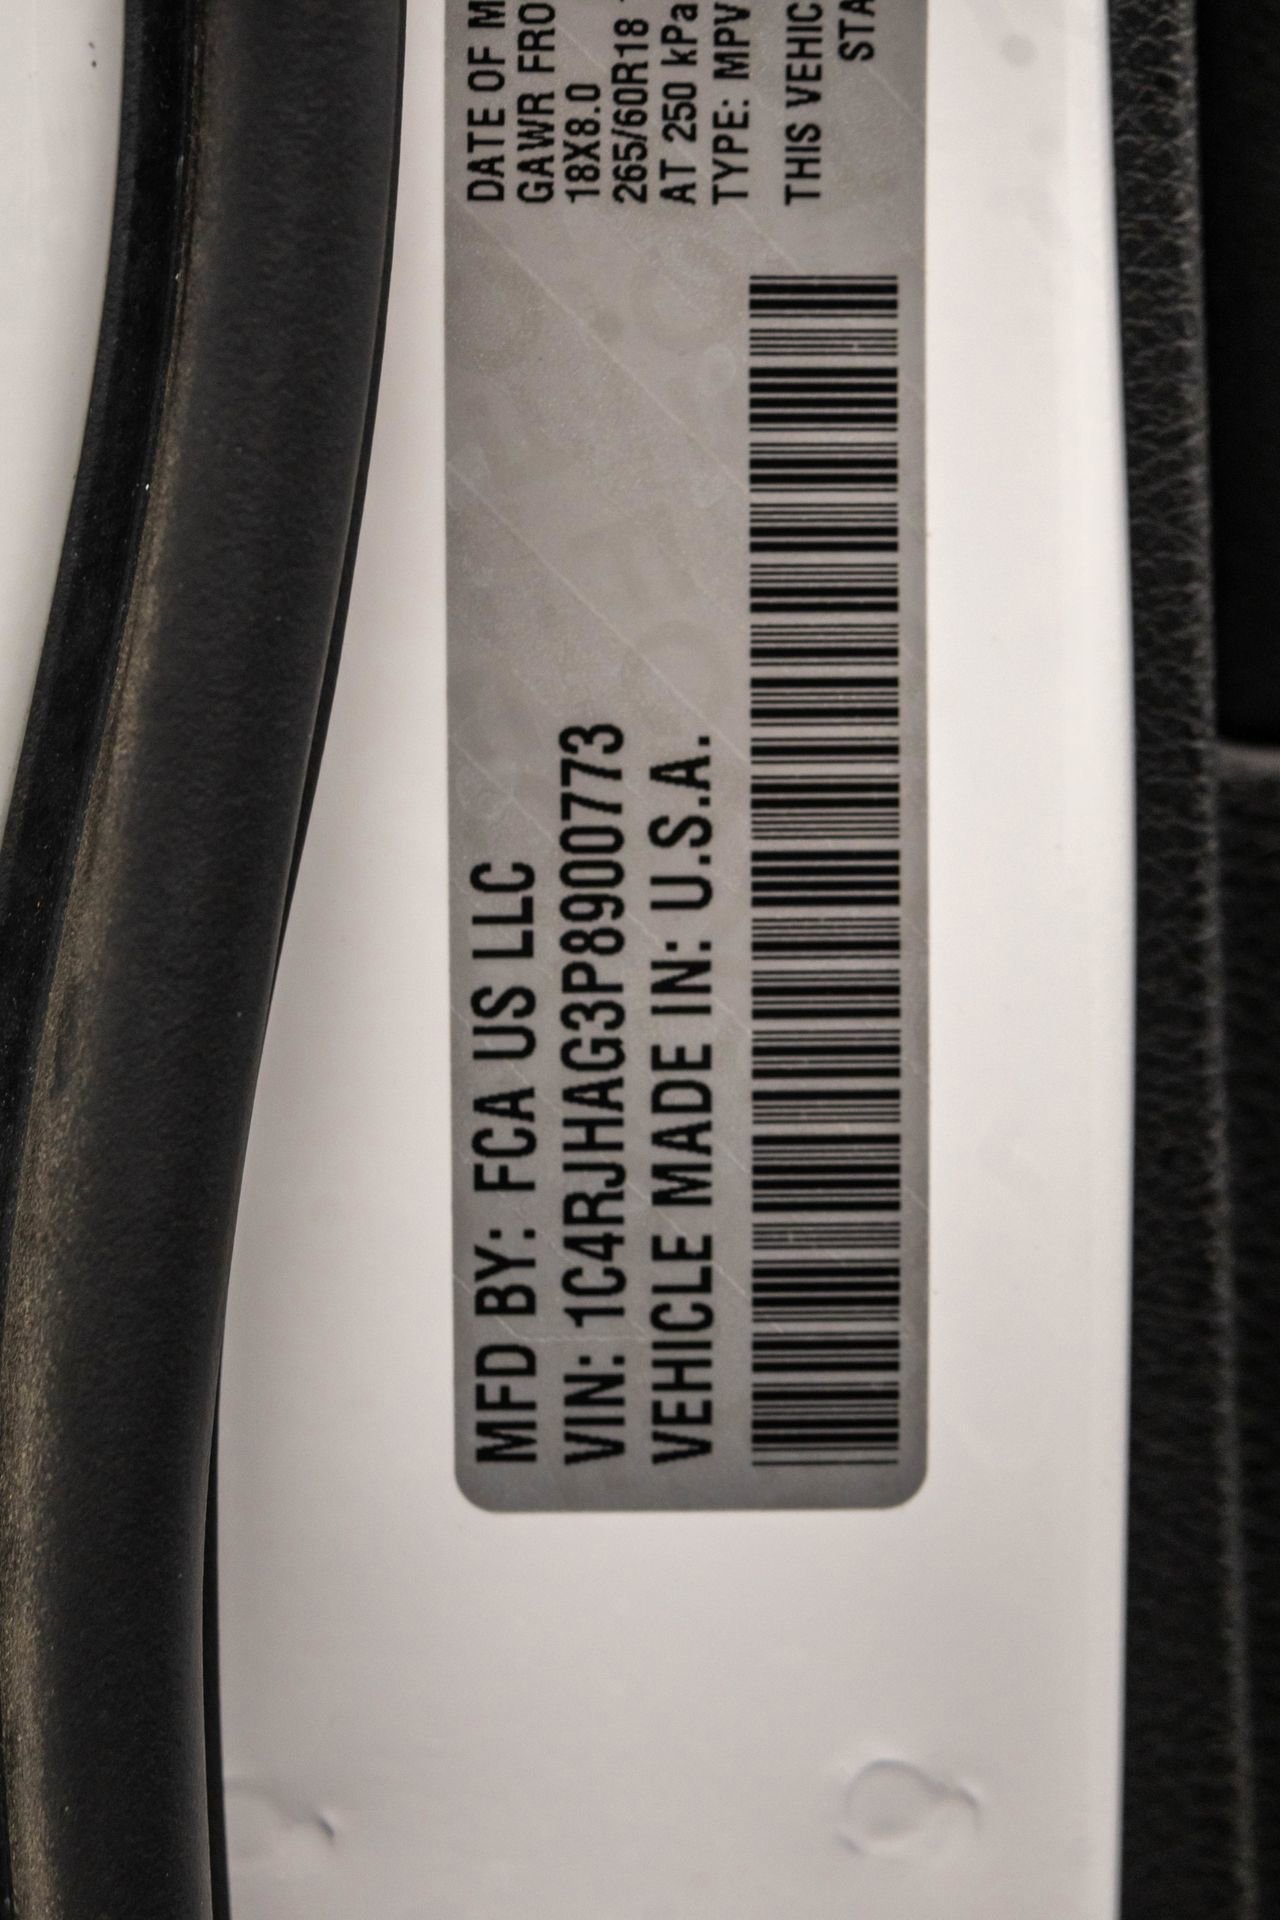 MFD BY: FCA US LLC
VIN: 1C4RJHAG3P8900773
VEHICLE MADE IN: U.S.A.
DATE OF M
GAWR FRO
18X8.0
265/60R18
AT 250 kPa
TYPE: MPV
THIS VEHIC
STA